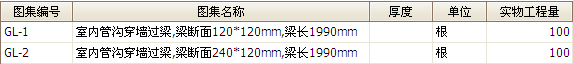 图集编号 图集名称 厚度 单位 实物工程量
GL-1 室内管沟穿墙过梁,梁断面120*120mm,梁长1990mm 根 100
GL-2 室内管沟穿墙过梁,梁断面240*120mm,梁长1990mm 根 100